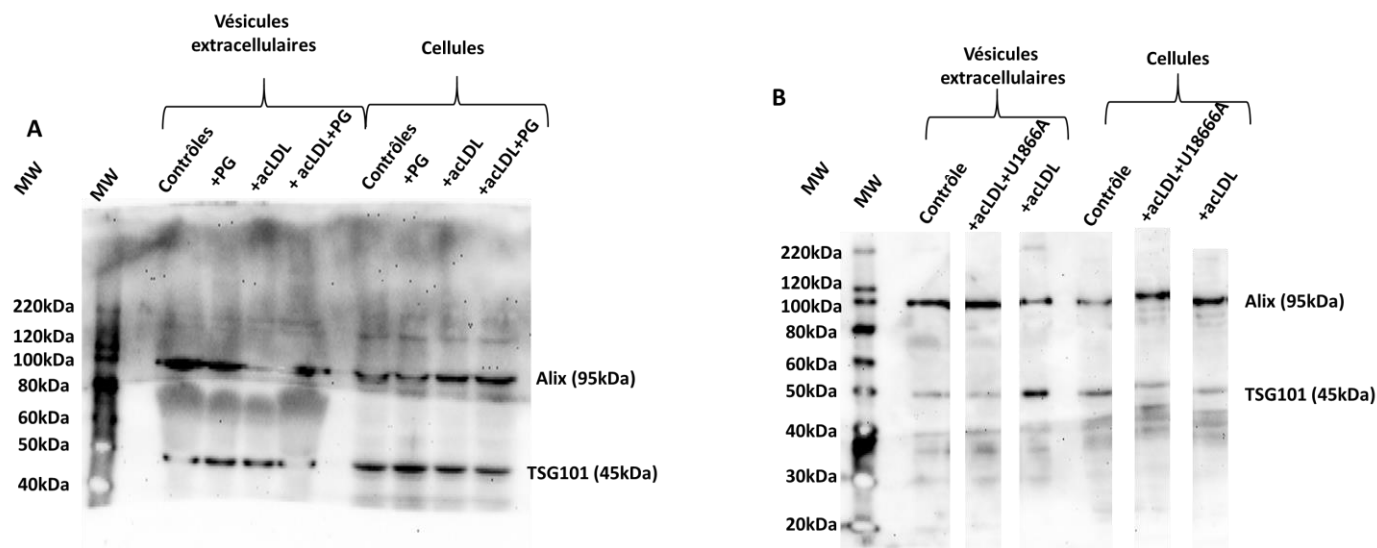 A
Vésicules
extracellulaires
Cellules
MW
MW
Contrôles
+PG
+acLDL
+ acLDL+PG
Contrôles
+PG
+acLDL
+acLDL+PG
220kDa
120kDa
100kDa
80kDa
60kDa
50kDa
40kDa
Alix (95kDa)
TSG101 (45kDa)
B
Vésicules
extracellulaires
Cellules
MW
MW
Contrôle
+acLDL+U1866A
+acLDL
Contrôle
+acLDL+U18666A
+acLDL
220kDa
120kDa
100kDa
80kDa
60kDa
50kDa
40kDa
30kDa
20kDa
Alix (95kDa)
TSG101 (45kDa)